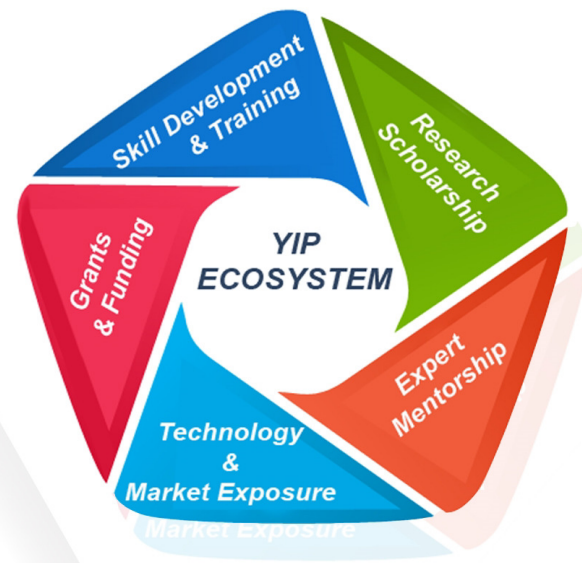 Skill Development
& Training
Research
Scholarship
YIP
ECOSYSTEM
Grants
& Funding
Expert
Mentorship
Technology
&
Market Exposure
Market Exposure